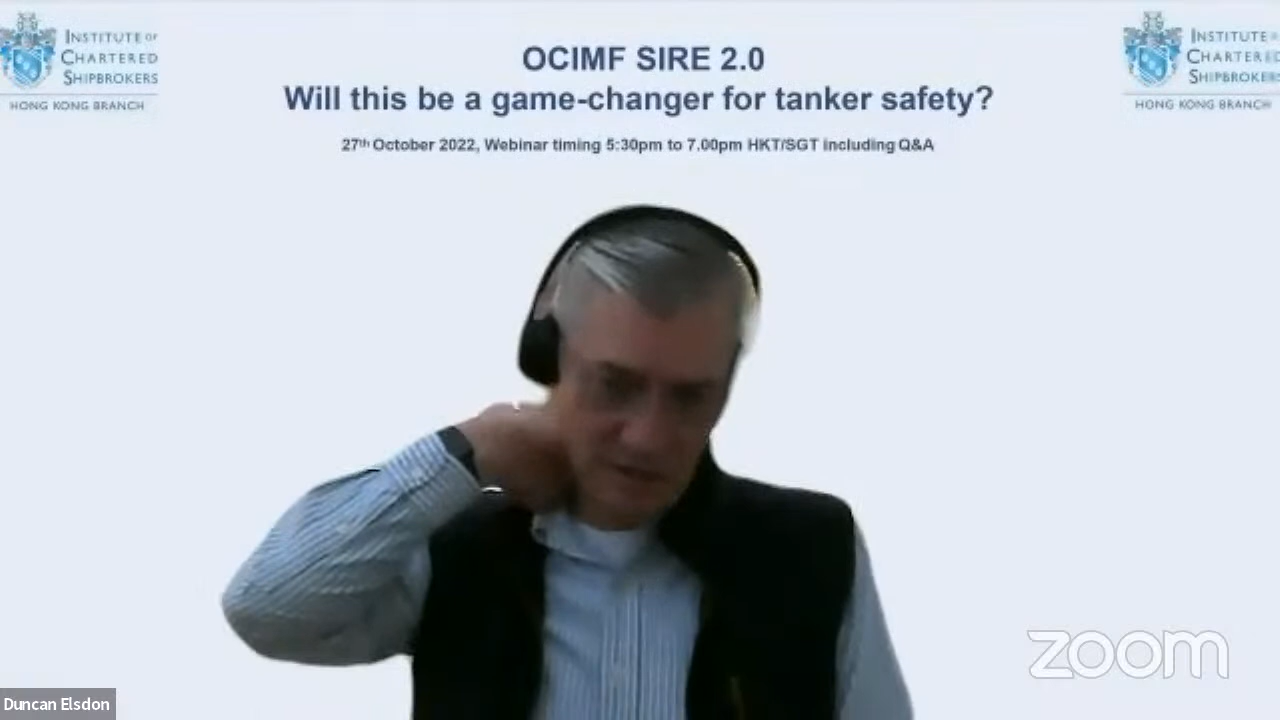 INSTITUTE OF
CHARTERED
SHIPBROKERS
HONG KONG BRANCH
OCIMF SIRE 2.0
Will this be a game-changer for tanker safety?
27th October 2022, Webinar timing 5:30pm to 7.00pm HKT/SGT including Q&A
INSTITUTE
CHARTERED
SHIPBROKERS
HONG KONG BRANCH
zoom
Duncan Elsdon